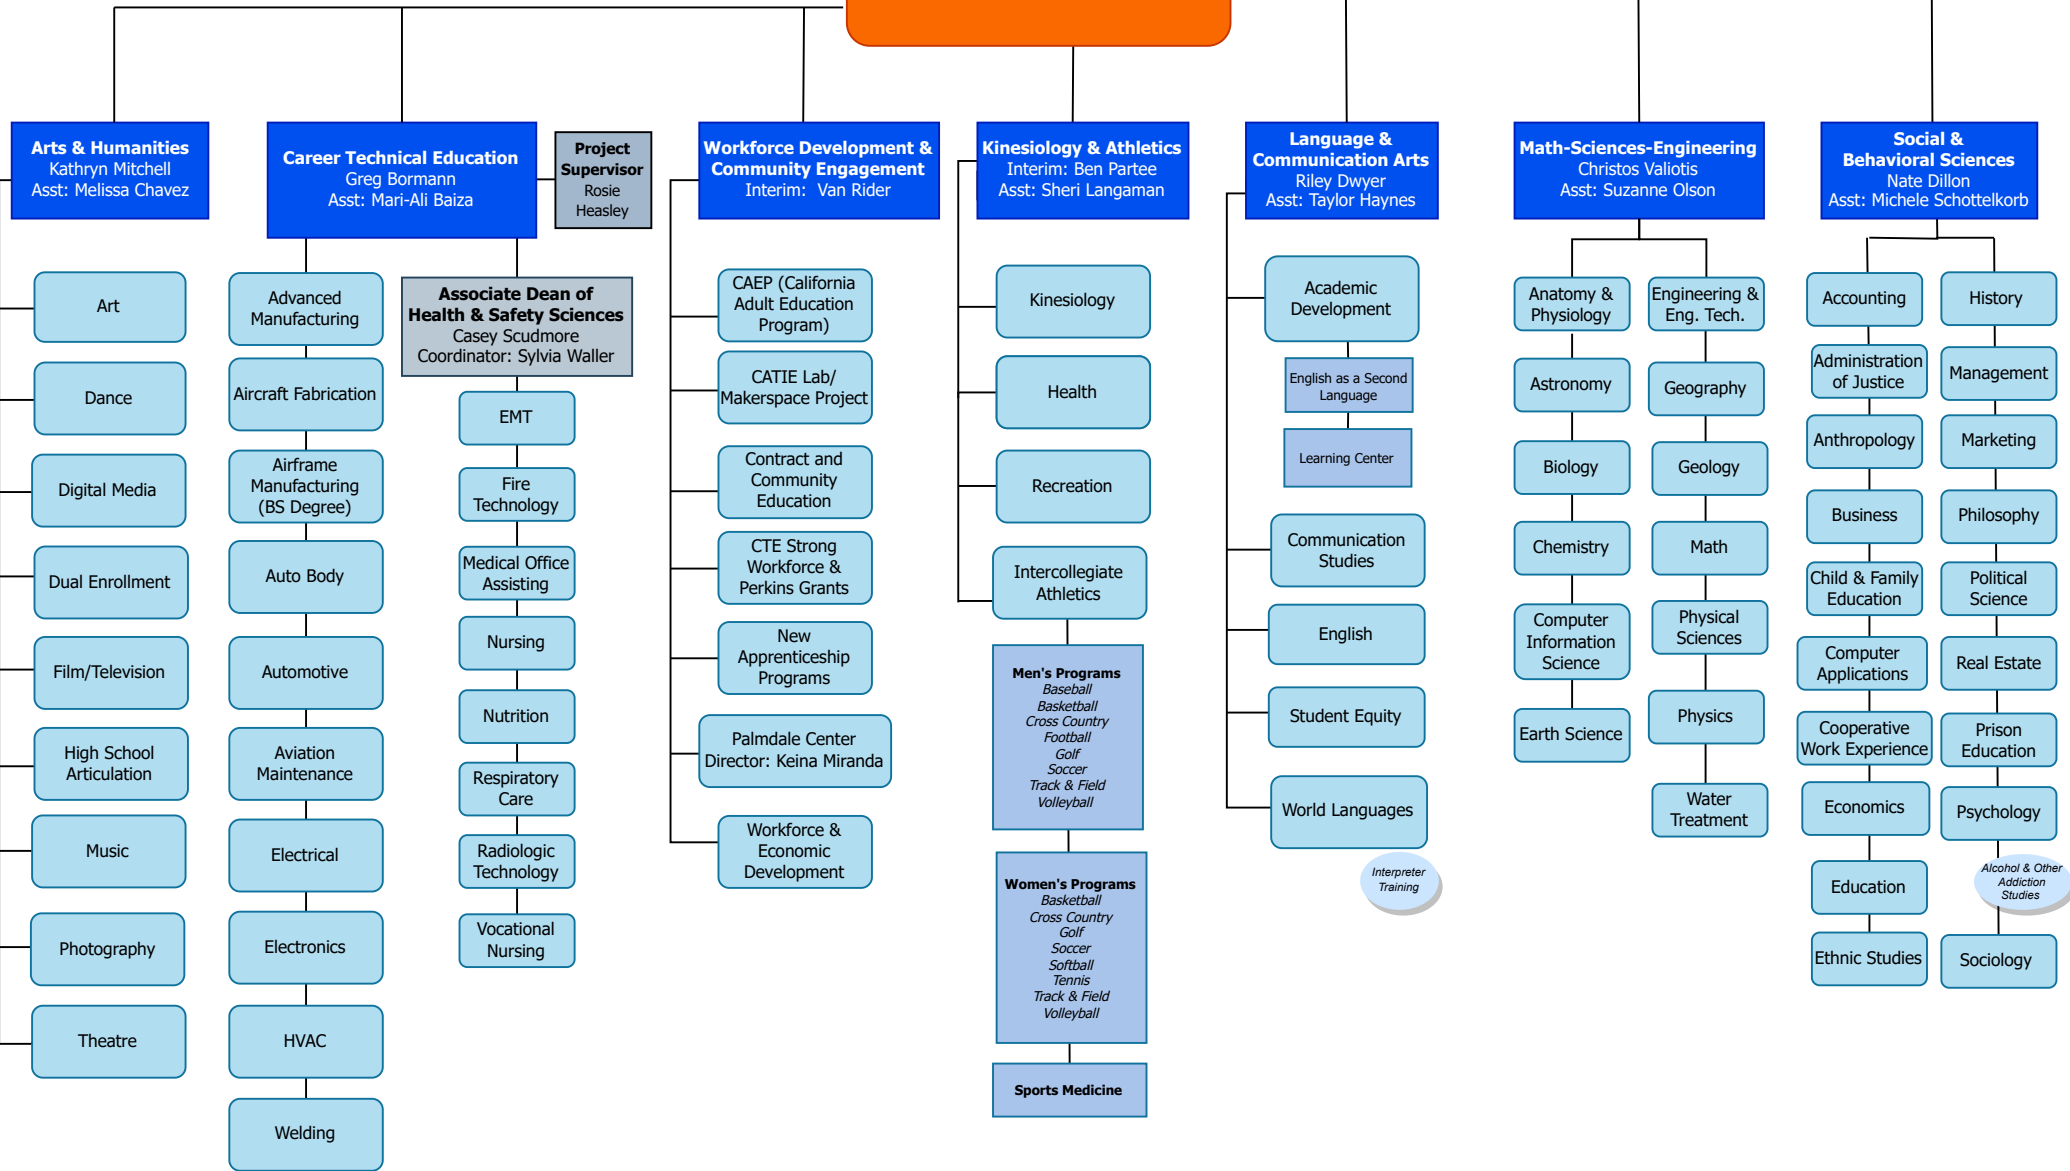 Arts & Humanities
Kathryn Mitchell
Asst: Melissa Chavez
Art
Dance
Digital Media
Dual Enrollment
Film/Television
High School
Articulation
Music
Photography
Theatre
Career Technical Education
Greg Bormann
Asst: Mari-Ali Baiza
Project
Supervisor
Rosie
Heasley
Advanced
Manufacturing
Aircraft Fabrication
Airframe
Manufacturing
(BS Degree)
Auto Body
Automotive
Aviation
Maintenance
Electrical
Electronics
HVAC
Welding
Associate Dean of
Health & Safety Sciences
Casey Scudmore
Coordinator: Sylvia Waller
EMT
Fire
Technology
Medical Office
Assisting
Nursing
Nutrition
Respiratory
Care
Radiologic
Technology
Vocational
Nursing
Workforce Development &
Community Engagement
Interim: Van Rider
CAEP (California
Adult Education
Program)
CATIE Lab/
Makerspace Project
Contract and
Community
Education
CTE Strong
Workforce &
Perkins Grants
New
Apprenticeship
Programs
Palmdale Center
Director: Keina Miranda
Workforce &
Economic
Development
Kinesiology & Athletics
Interim: Ben Partee
Asst: Sheri Langaman
Kinesiology
Health
Recreation
Intercollegiate
Athletics
Men's Programs
Baseball
Basketball
Cross Country
Football
Golf
Soccer
Track & Field
Volleyball
Women's Programs
Basketball
Cross Country
Golf
Soccer
Softball
Tennis
Track & Field
Volleyball
Sports Medicine
Language &
Communication Arts
Riley Dwyer
Asst: Taylor Haynes
Academic
Development
English as a Second
Language
Learning Center
Communication
Studies
English
Student Equity
World Languages
Interpreter
Training
Math-Sciences-Engineering
Christos Valiotis
Asst: Suzanne Olson
Anatomy &
Physiology
Astronomy
Biology
Chemistry
Computer
Information
Science
Earth Science
Engineering &
Eng. Tech.
Geography
Geology
Math
Physical
Sciences
Physics
Water
Treatment
Social &
Behavioral Sciences
Nate Dillon
Asst: Michele Schottelkorb
Accounting
Administration
of Justice
Anthropology
Business
Child & Family
Education
Computer
Applications
Cooperative
Work Experience
Economics
Education
Ethnic Studies
History
Management
Marketing
Philosophy
Political
Science
Real Estate
Prison
Education
Psychology
Alcohol & Other
Addiction
Studies
Sociology